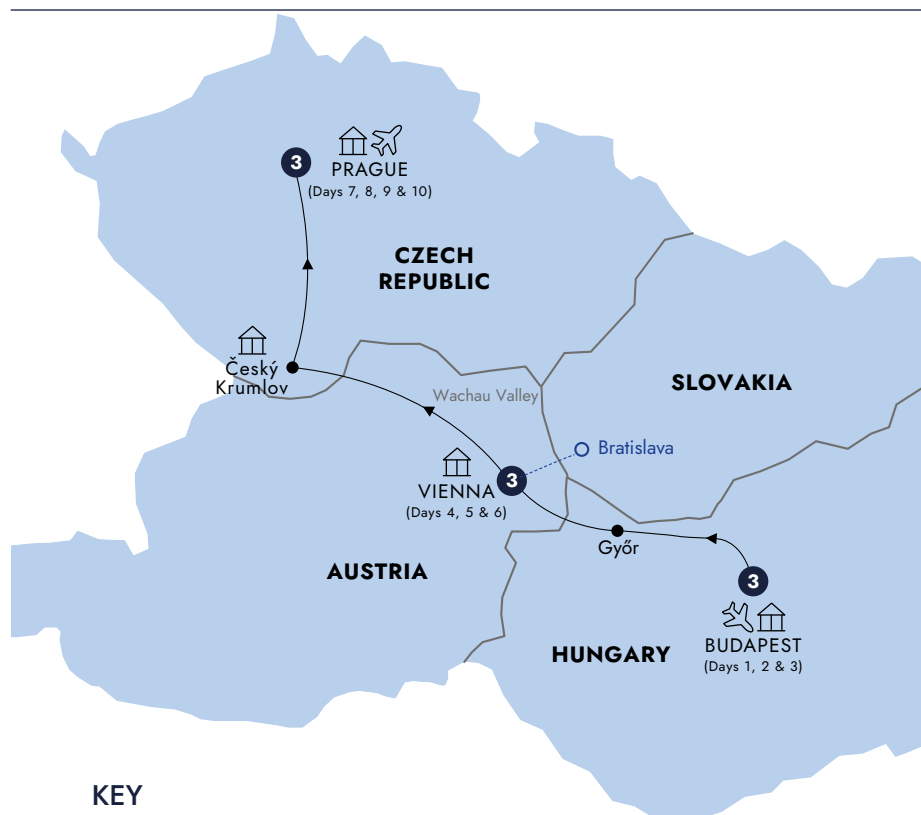 3
PRAGUE
(Days 7, 8, 9 & 10)
CZECH
REPUBLIC
Český
Krumlov
SLOVAKIA
Wachau Valley
Bratislava
3
VIENNA
(Days 4, 5 & 6)
Győr
AUSTRIA
3
HUNGARY
BUDAPEST
(Days 1, 2 & 3)
KEY